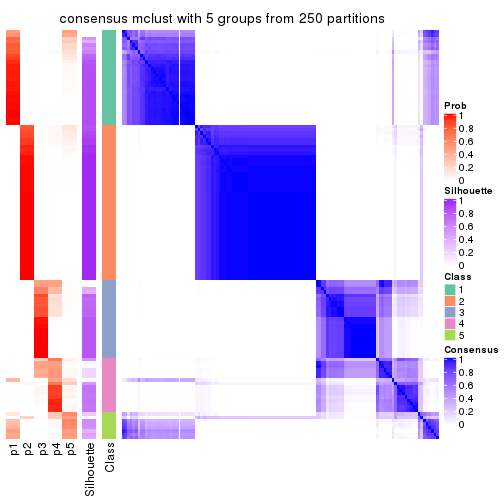 consensus mclust with 5 groups from 250 partitions
Prob
1
0.8
0.6
0.4
0.2
0
Silhouette
1
0.8
0.6
0.4
0.2
0
Class
1
2
3
4
5
Consensus
1
0.8
0.6
0.4
0.2
0
p1
p2
p3
p4
p5
Silhouette
Class